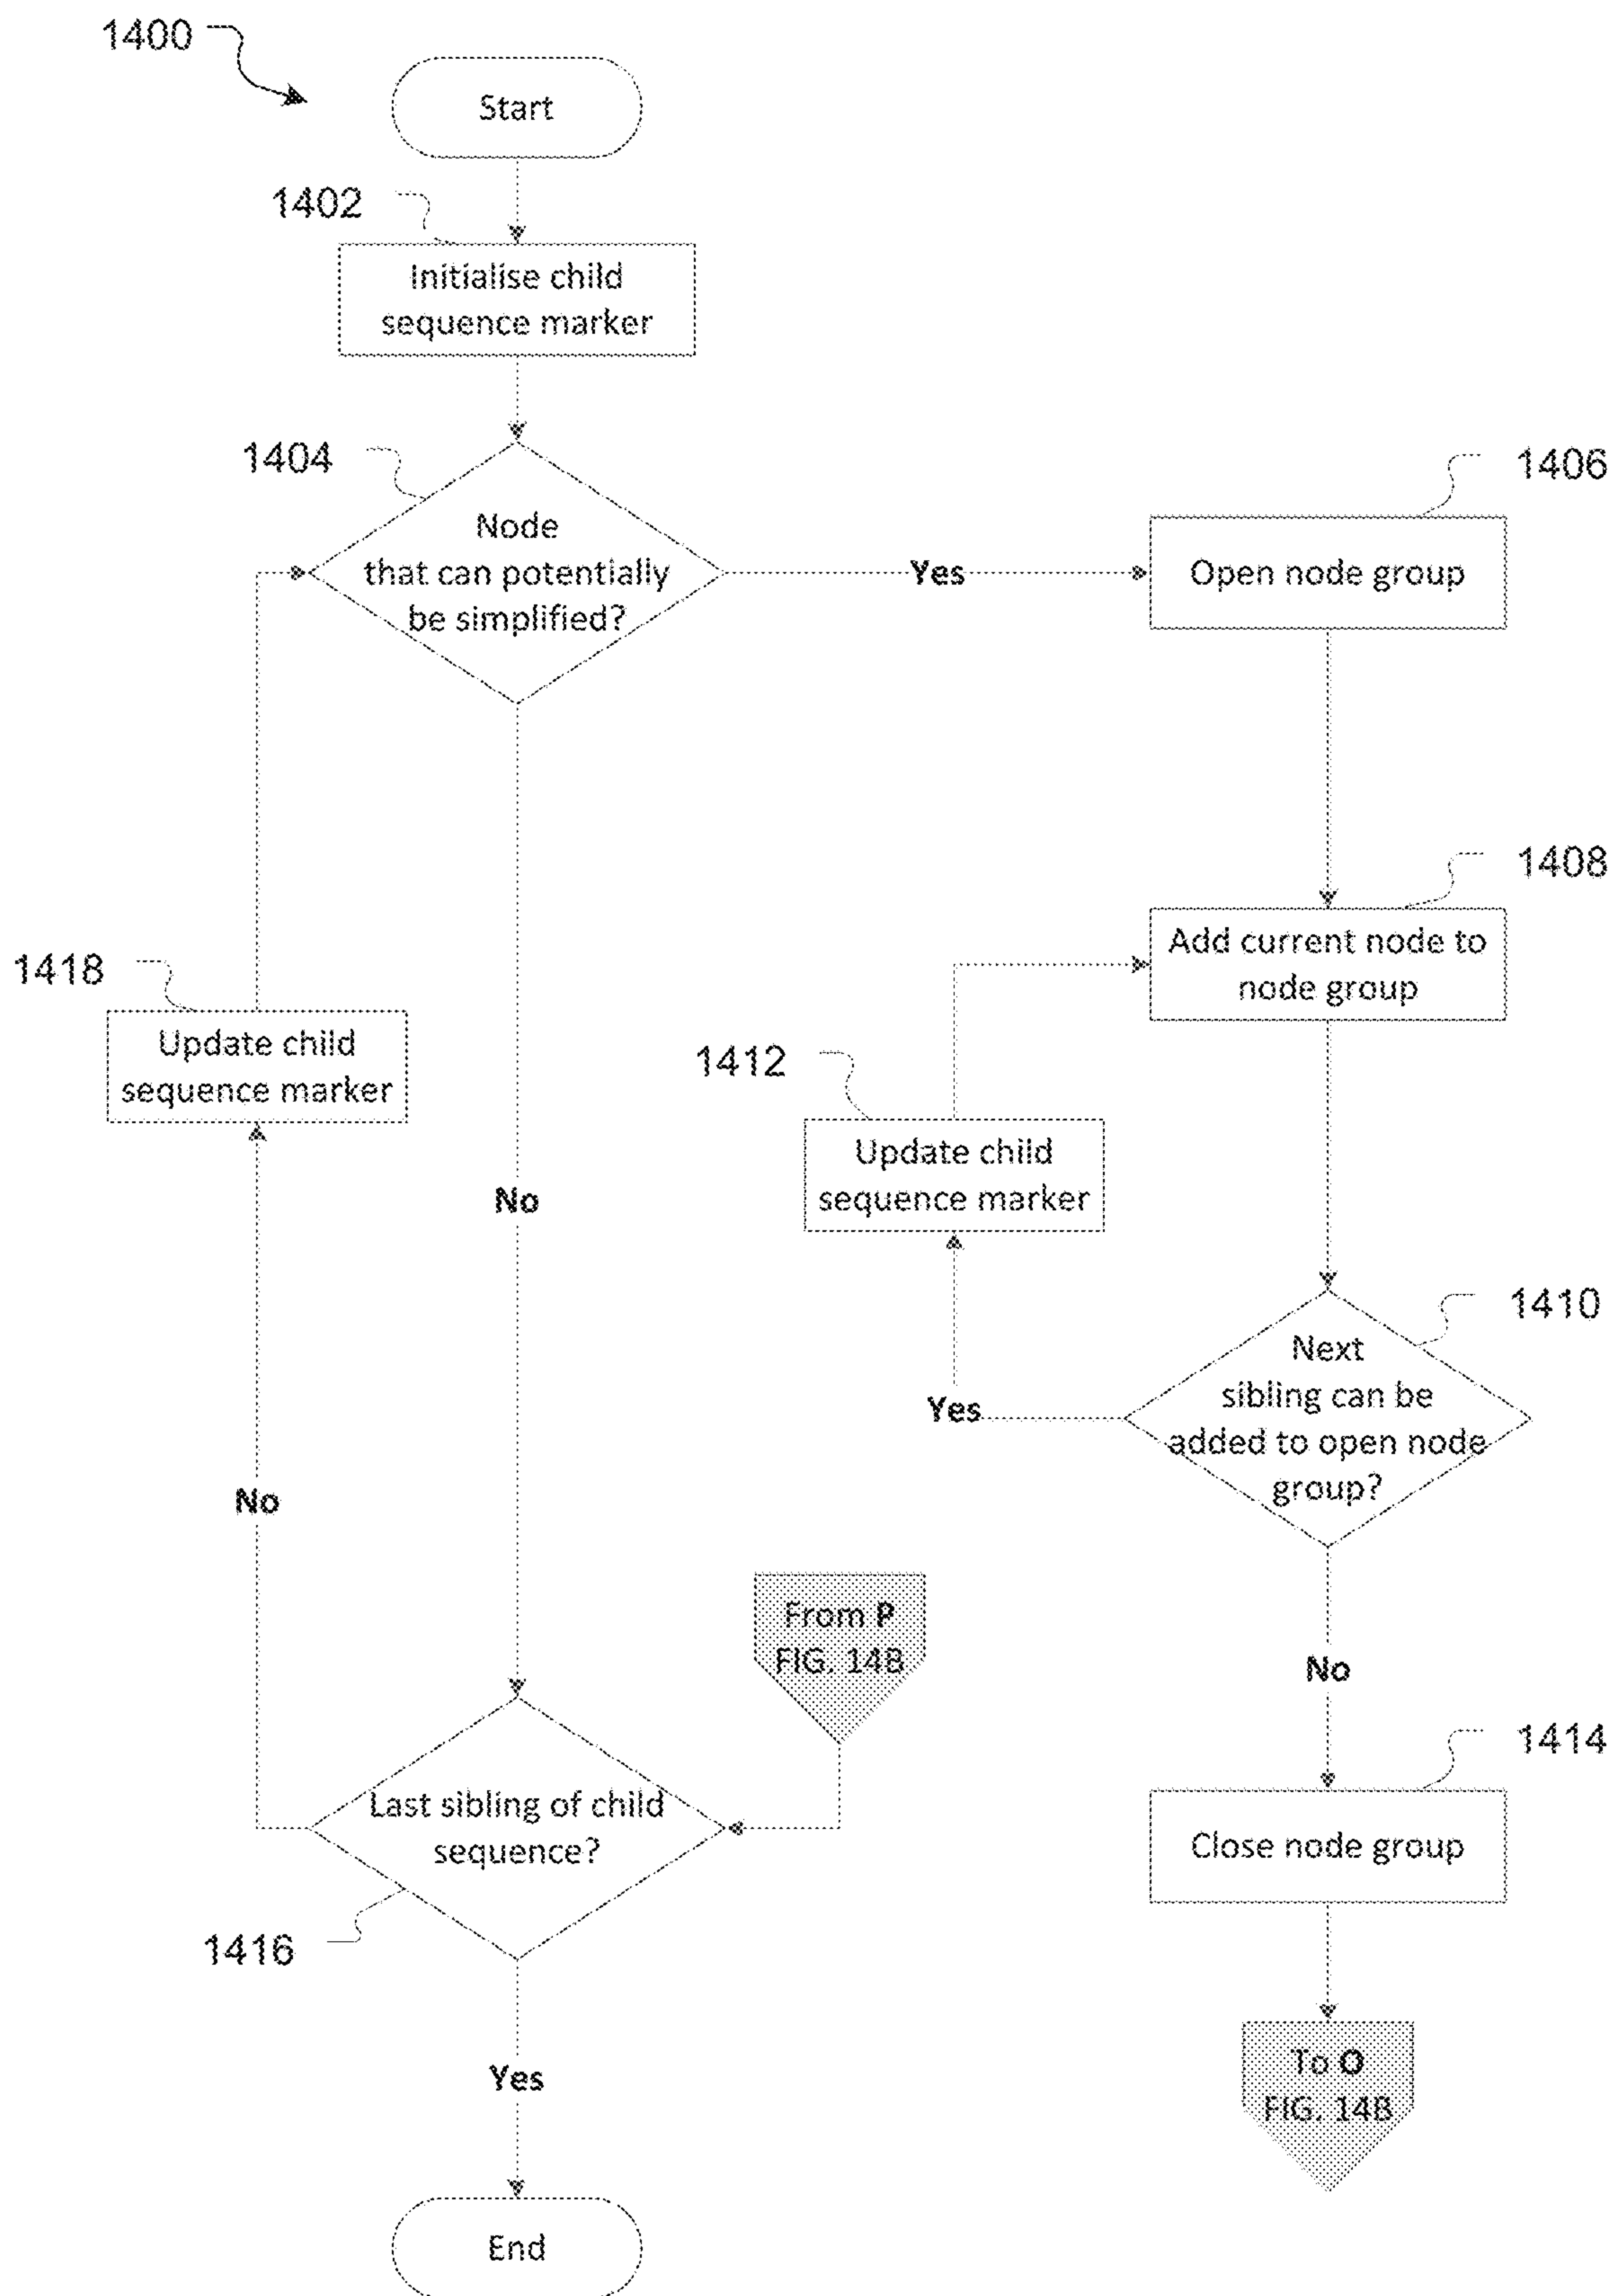 1400
Start
1402
Initialise child
sequence marker
1404
Node
that can potentially
be simplified?
Yes
1406
Open node group
1408
Add current node to
node group
1418
Update child
sequence marker
1412
Update child
sequence marker
No
1410
Next
sibling can be
added to open node
group?
Yes
No
From P
FIG. 14B
No
1414
Close node group
Last sibling of child
sequence?
1416
Yes
To O
FIG. 14B
End